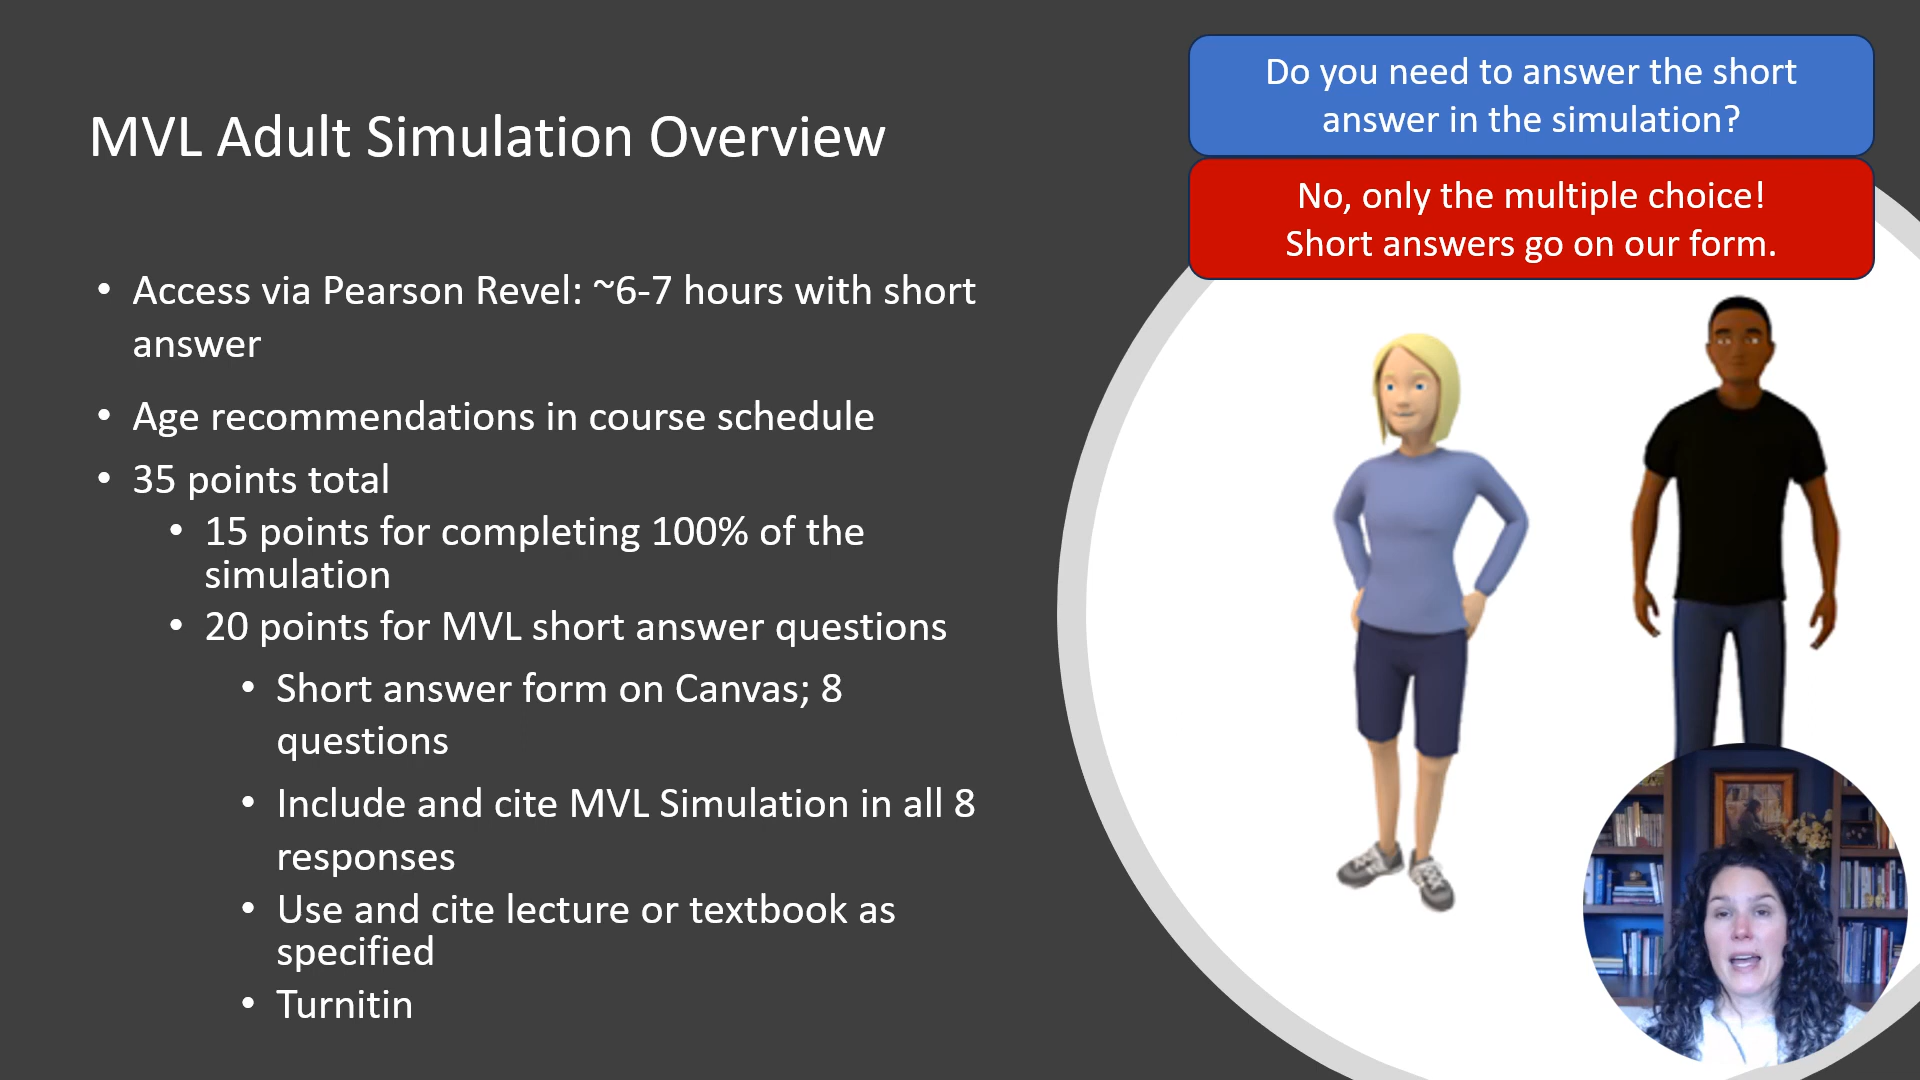 MVL Adult Simulation Overview
Do you need to answer the short
answer in the simulation?
No, only the multiple choice!
Short answers go on our form.
• Access via Pearson Revel: ~6-7 hours with short
answer
• Age recommendations in course schedule
• 35 points total
• 15 points for completing 100% of the
simulation
• 20 points for MVL short answer questions
• Short answer form on Canvas; 8
questions
• Include and cite MVL Simulation in all 8
responses
• Use and cite lecture or textbook as
specified
• Turnitin